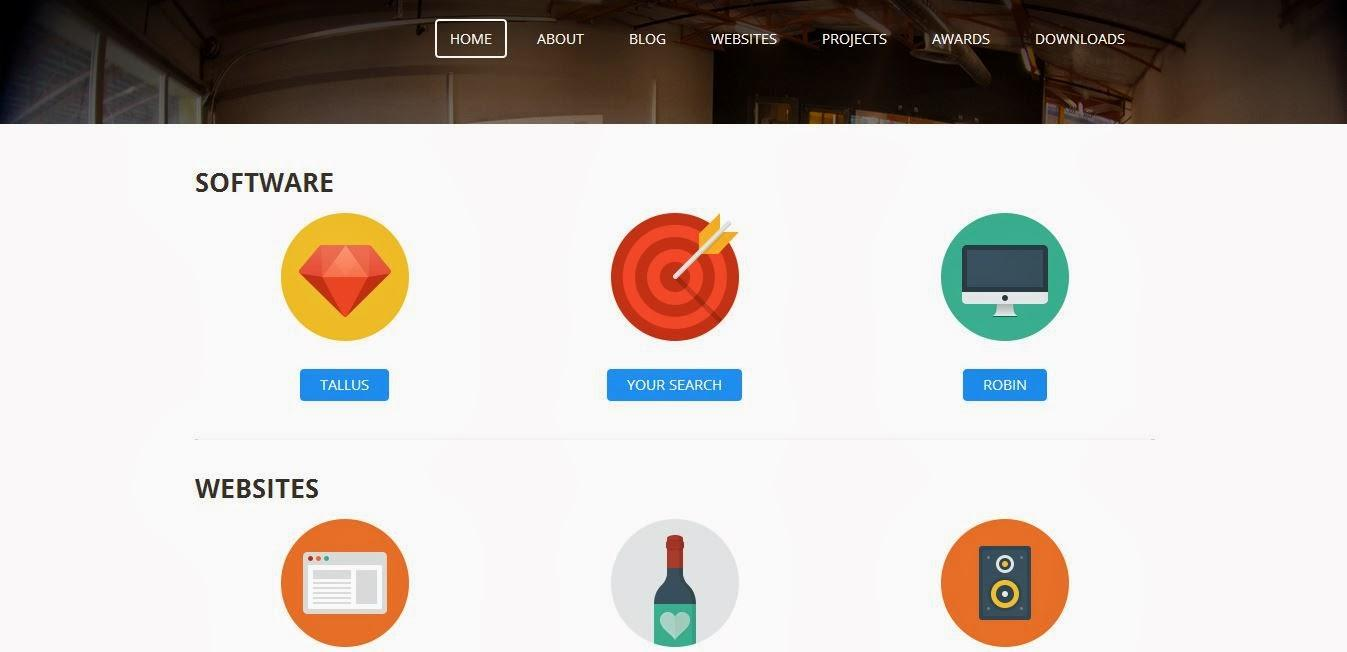 HOME ABOUT BLOG WEBSITES PROJECTS AWARDS DOWNLOADS
SOFTWARE
TALLUS YOUR SEARCH ROBIN
WEBSITES